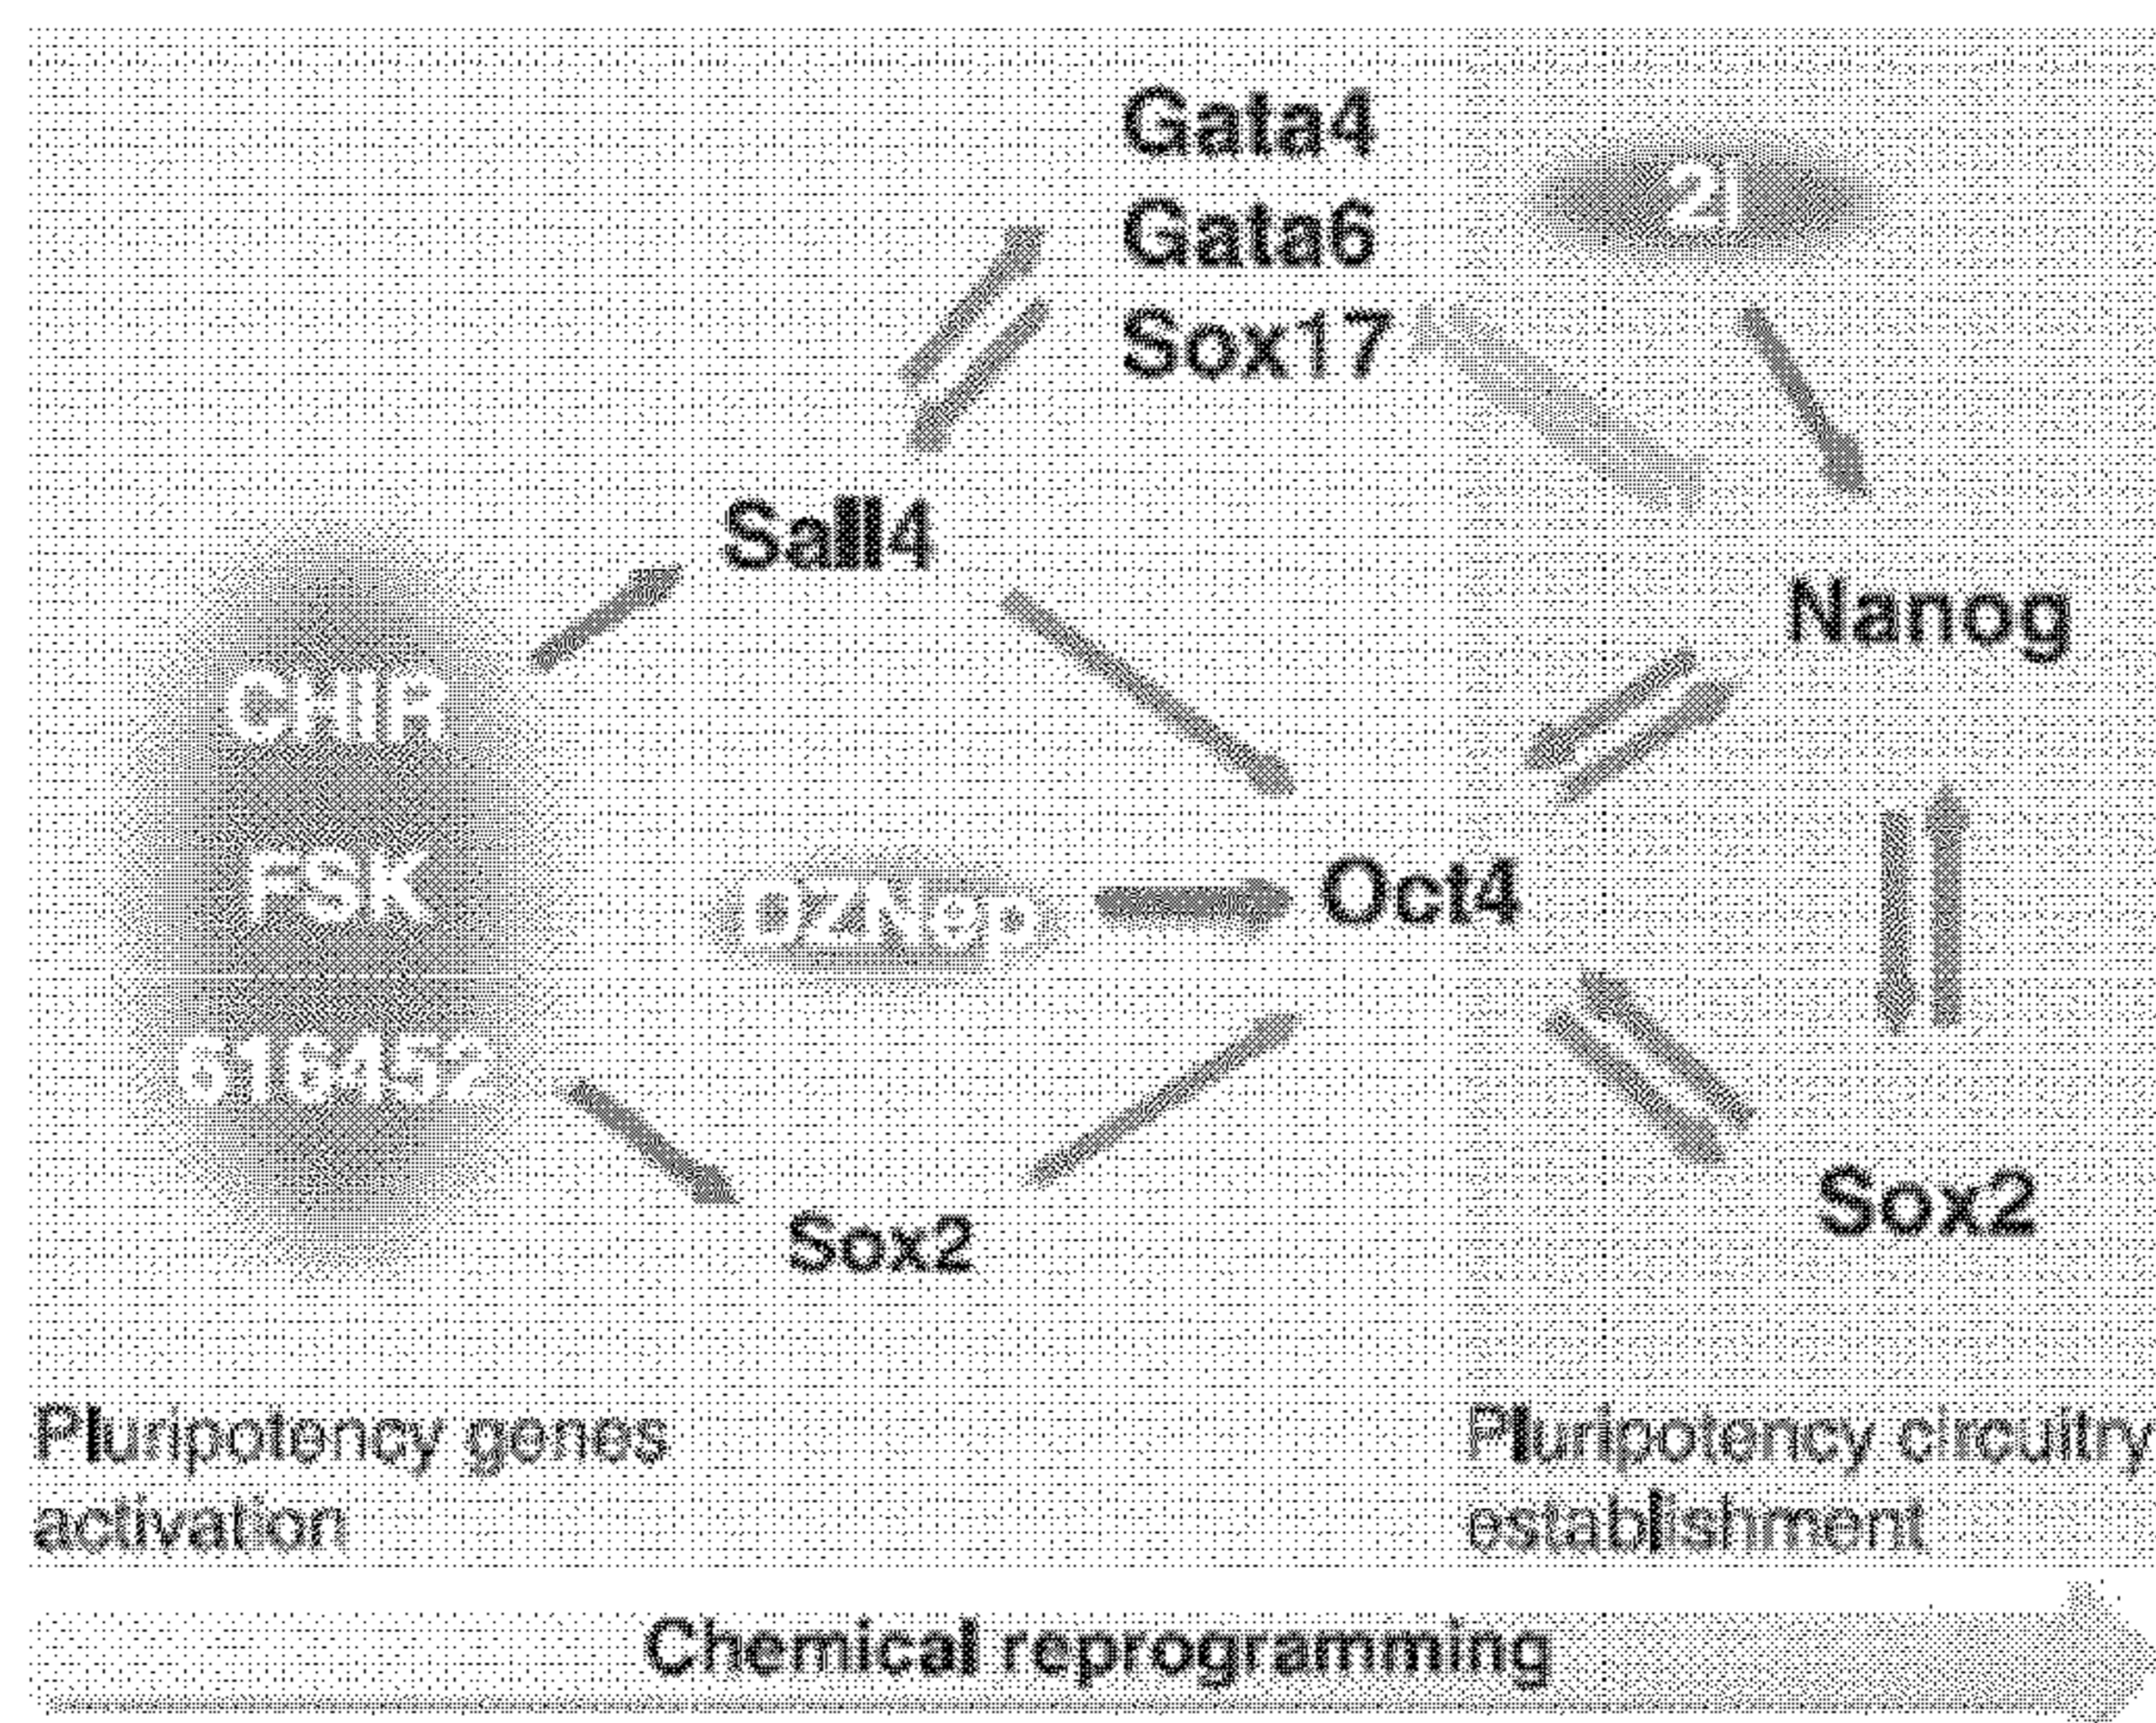 Gata4
Gata6
Sox17
2i
Sall4
Nanog
CHIR
FSK
616452
DZNep
Oct4
Sox2
Sox2
Pluripotency genes
activation
Pluripotency circuitry
establishment
Chemical reprogramming